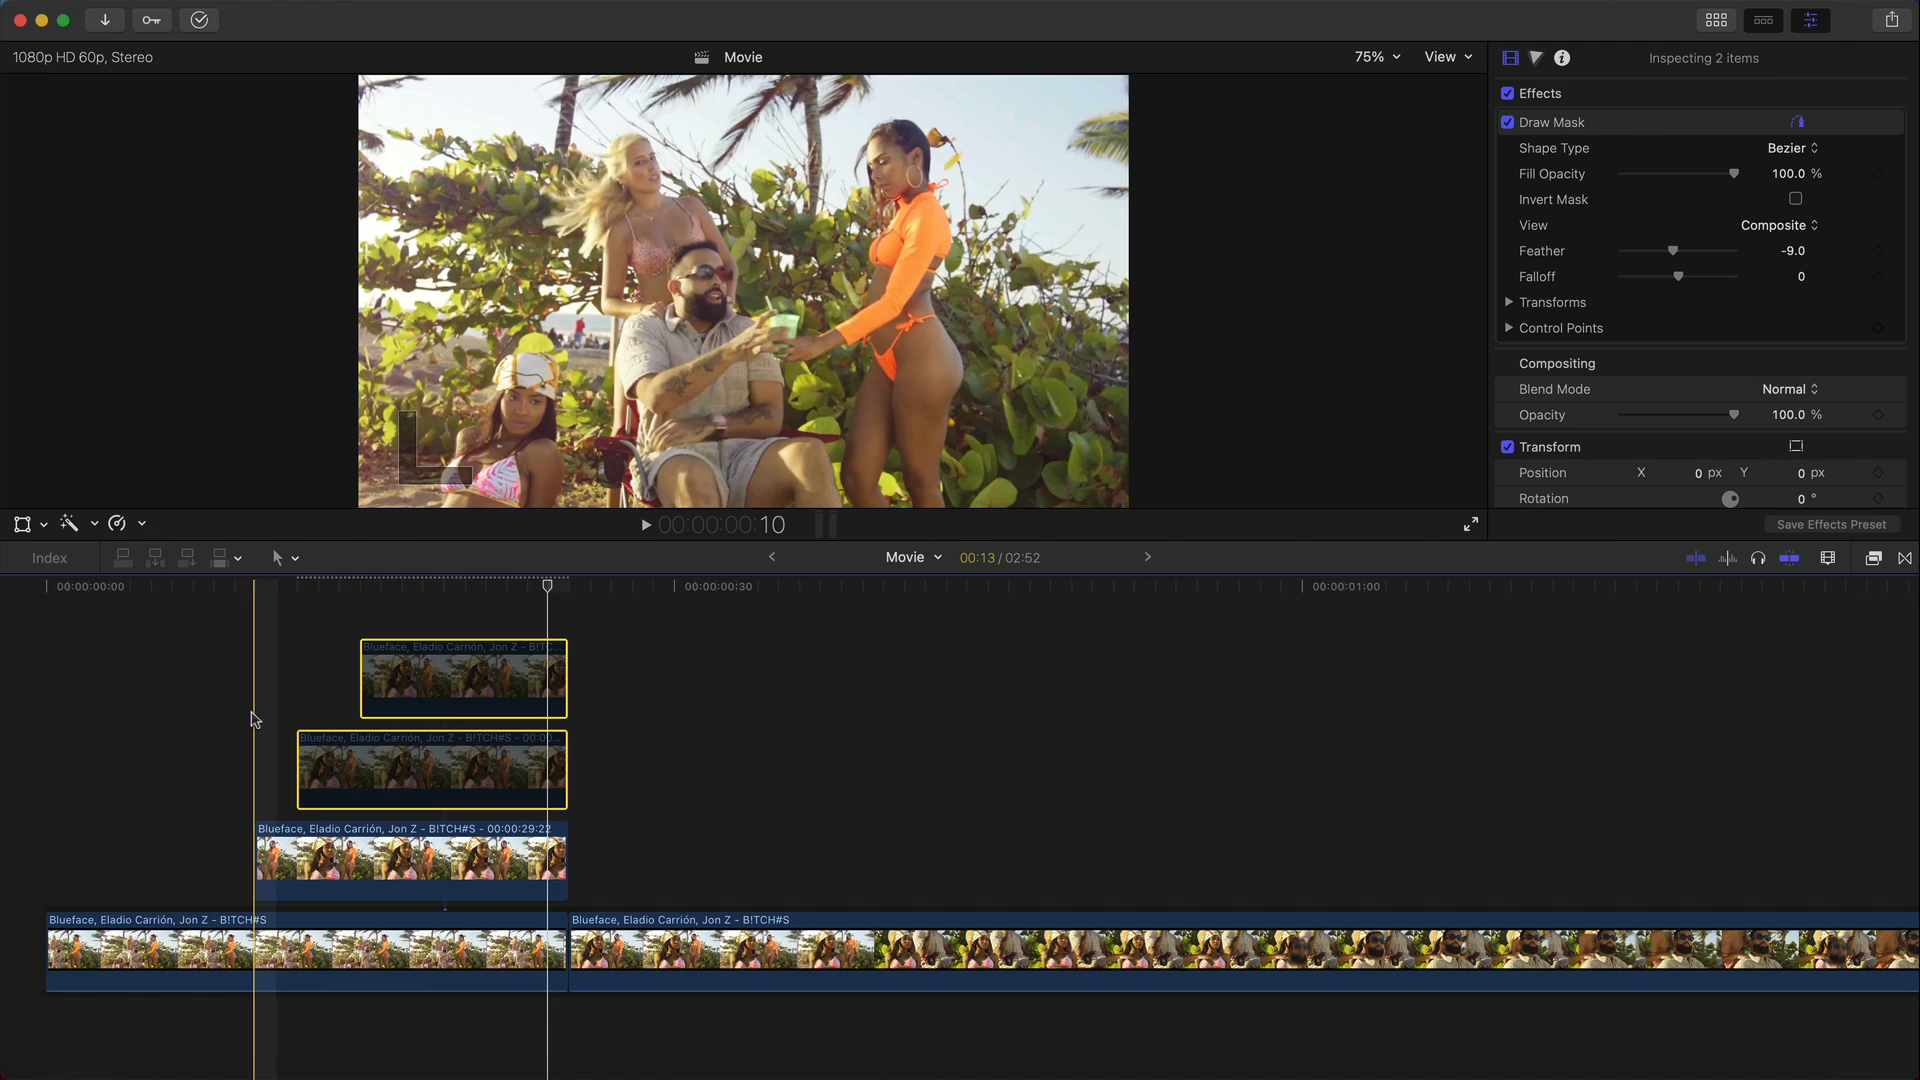 1080p HD 60p, Stereo
Movie
75%
View
Inspecting 2 items
Effects
Draw Mask
Shape Type
Bezier
Fill Opacity
100.0 %
Invert Mask
View
Composite
Feather
-9.0
Falloff
0
Transforms
Control Points
Compositing
Blend Mode
Normal
Opacity
100.0 %
Transform
Position
X
0 px
Y
0 px
Rotation
0 °
00:00:00:10
Save Effects Preset
Index
Movie
00:13 / 02:52
00:00:00:00
00:00:00:30
00:00:01:00
Blueface, Eladio Carrión, Jon Z - B!TC...
Blueface, Eladio Carrión, Jon Z - B!TCH#S - 00:00...
Blueface, Eladio Carrión, Jon Z - B!TCH#S - 00:00:29:22
Blueface, Eladio Carrión, Jon Z - B!TCH#S
Blueface, Eladio Carrión, Jon Z - B!TCH#S